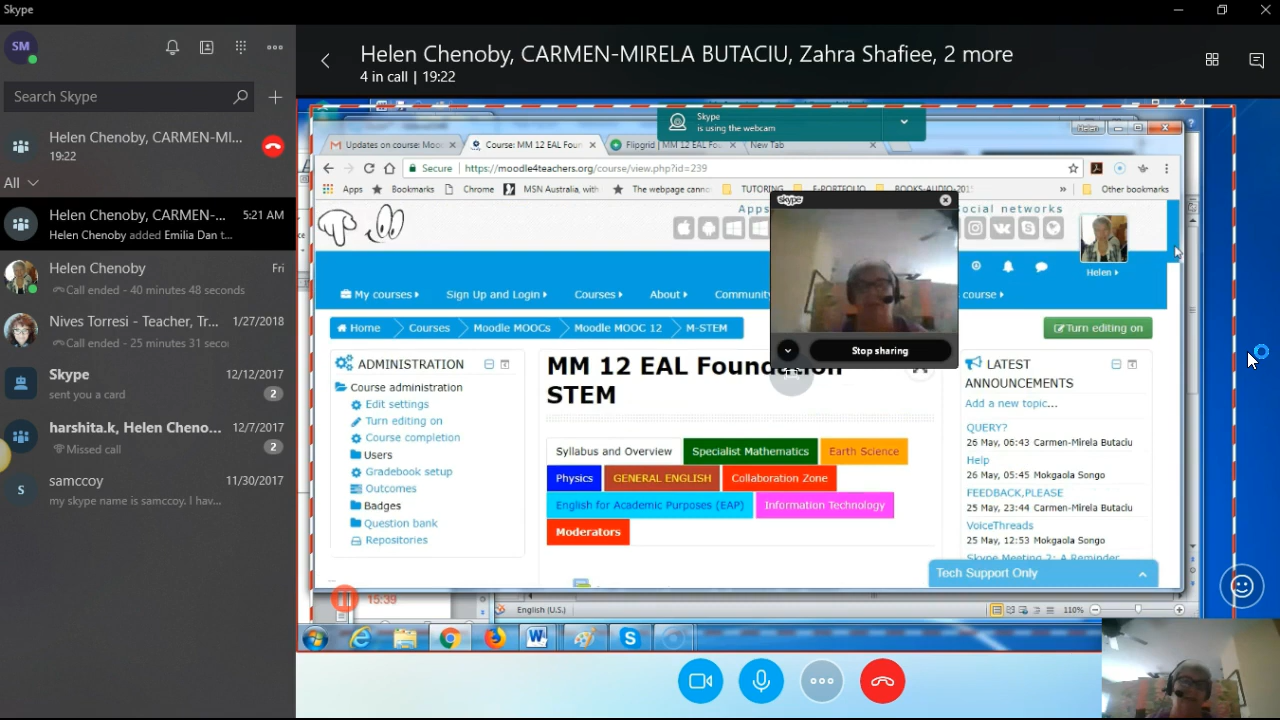 Skype
SM
Helen Chenoby, CARMEN-MIRELA BUTACIU, Zahra Shafiee, 2 more
4 in call | 19:22
Search Skype
Helen Chenoby, CARMEN-MI...
19:22
All
Helen Chenoby, CARMEN-... 5:21 AM
Helen Chenoby added Emilia Dan t...
Helen Chenoby Fri
Call ended - 40 minutes 48 seconds
Nives Torresi - Teacher, Tr... 1/27/2018
Call ended - 25 minutes 31 seco
Skype 12/12/2017
sent you a card 2
harshita.k, Helen Cheno... 12/7/2017
Missed call 2
S
samccoy 11/30/2017
my skype name is samccoy. I hav...
Skype
is using the webcam
Helen
Updates on course: Moo
Course: MM 12 EAL Foun
Flipgrid | MM 12 EAL Fo
New Tab
Secure https://moodle4teachers.org/course/view.php?id=239
Apps Bookmarks Chrome MSN Australia, with The webpage canno TUTORING E-PORTFOLIO BOOKS-AUDIO-201 » Other bookmarks
Apps
ocial networks
skype
Helen
My courses Sign Up and Login Courses About Community
course
Home Courses Moodle MOOCs Moodle MOOC 12 M-STEM
Turn editing on
Stop sharing
ADMINISTRATION
Course administration
Edit settings
Turn editing on
Course completion
Users
Gradebook setup
Outcomes
Badges
Question bank
Repositories
MM 12 EAL Foundation
STEM
Syllabus and Overview Specialist Mathematics Earth Science
Physics GENERAL ENGLISH Collaboration Zone
English for Academic Purposes (EAP) Information Technology
Moderators
LATEST
ANNOUNCEMENTS
Add a new topic...
QUERY?
26 May, 06:43 Carmen-Mirela Butaciu
Help
26 May, 05:45 Mokgaola Songo
FEEDBACK,PLEASE
25 May, 23:44 Carmen-Mirela Butaciu
VoiceThreads
25 May, 12:53 Mokgaola Songo
Skype Meeting 2: A Reminder
Tech Support Only
15:39
English (U.S.)
110%